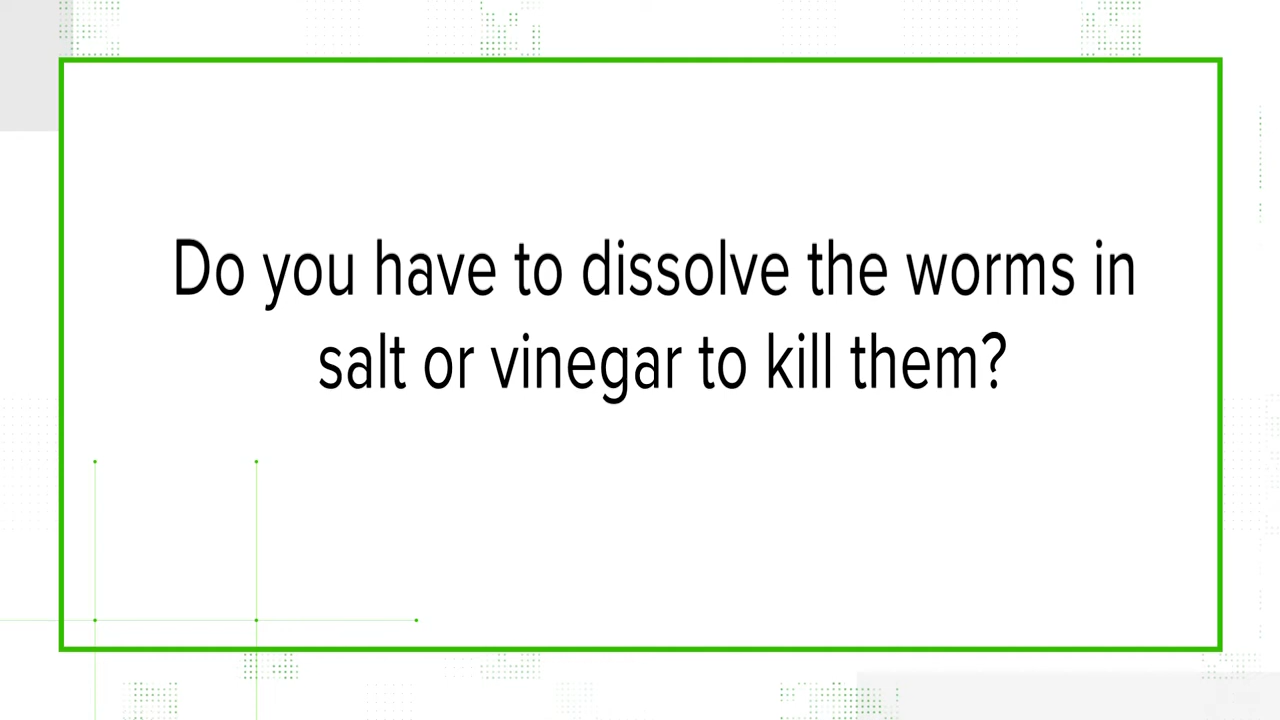 Do you have to dissolve the worms in
salt or vinegar to kill them?